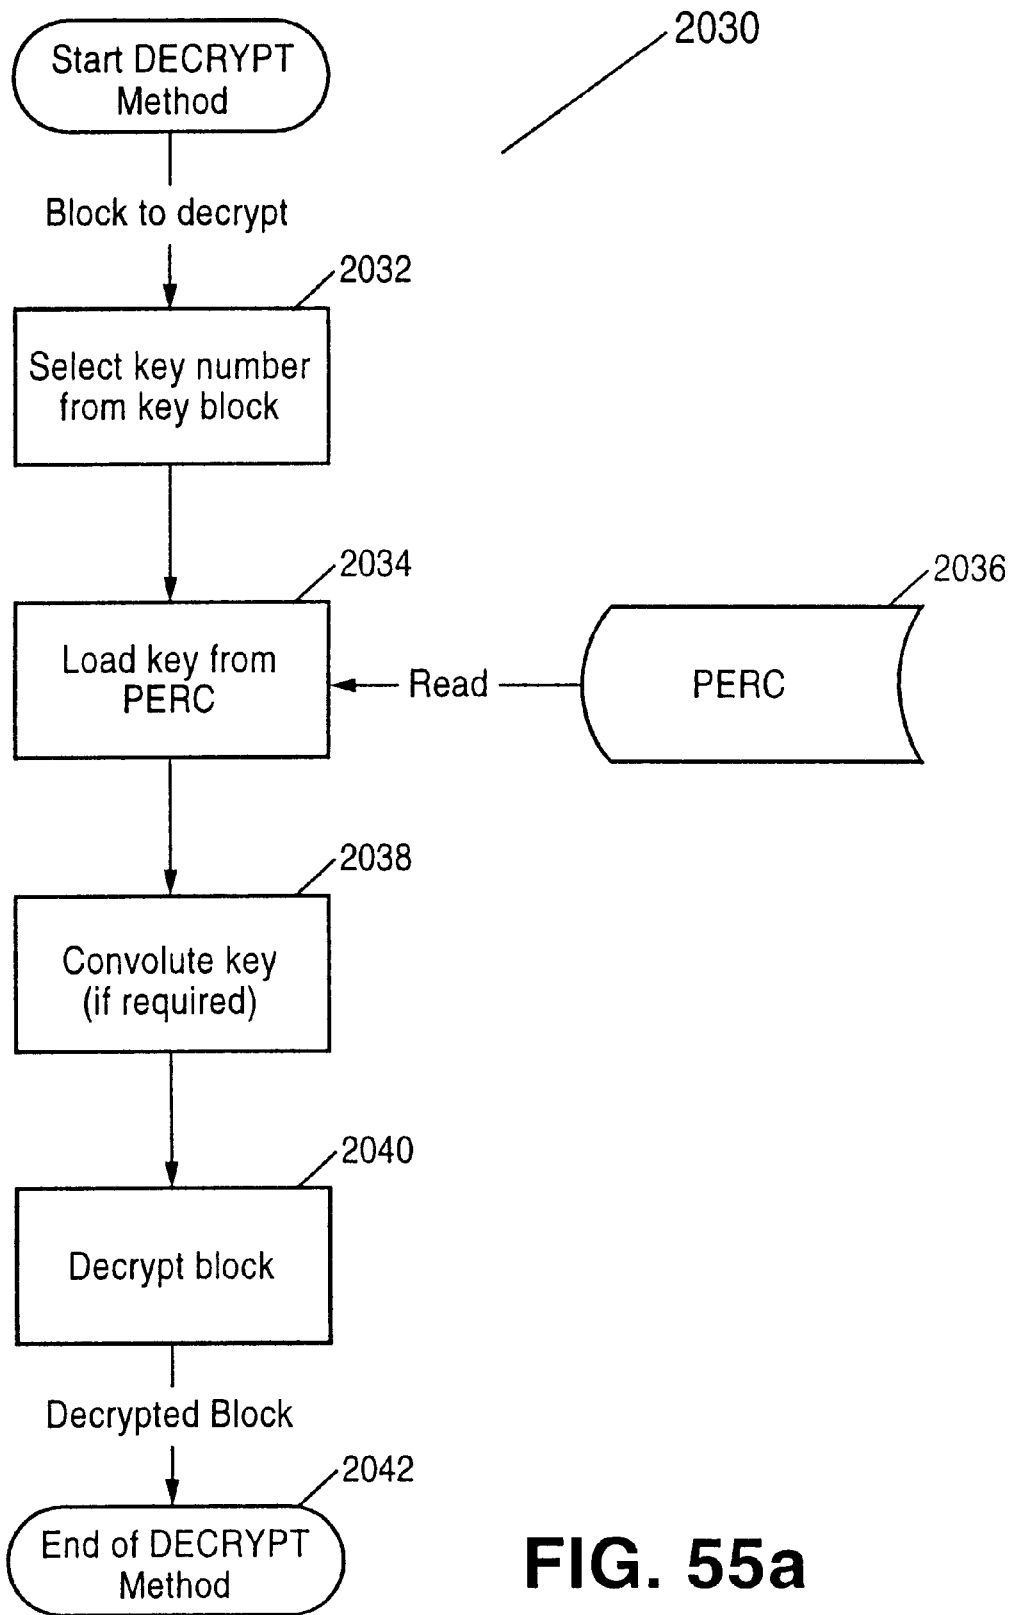 2030
Start DECRYPT
Method
Block to decrypt
2032
Select key number
from key block
2034
Load key from
PERC
Read
2036
PERC
2038
Convolute key
(if required)
2040
Decrypt block
Decrypted Block
2042
End of DECRYPT
Method
FIG. 55a